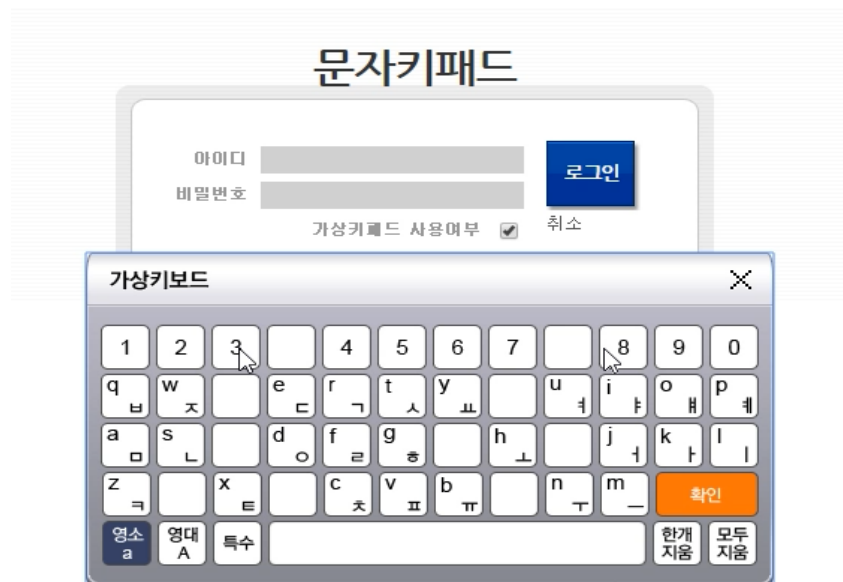 문자키패드
아이디
로그인
비밀번호
가상키패드 사용여부
취소
가상키보드
1 2 3 4 5 6 7 8 9 0
q ㅂ w ㅈ e ㄷ r ㄱ t ㅅ y ㅛ u ㅕ i ㅑ o ㅐ p ㅔ
a ㅁ s ㄴ d ㅇ f ㄹ g ㅎ h ㅗ j ㅓ k ㅏ l ㅣ
z ㅋ x ㅌ c ㅊ v ㅍ b ㅠ n ㅜ m ㅡ 확인
영소 영대 특수 한개 모두
a A 지움 지움